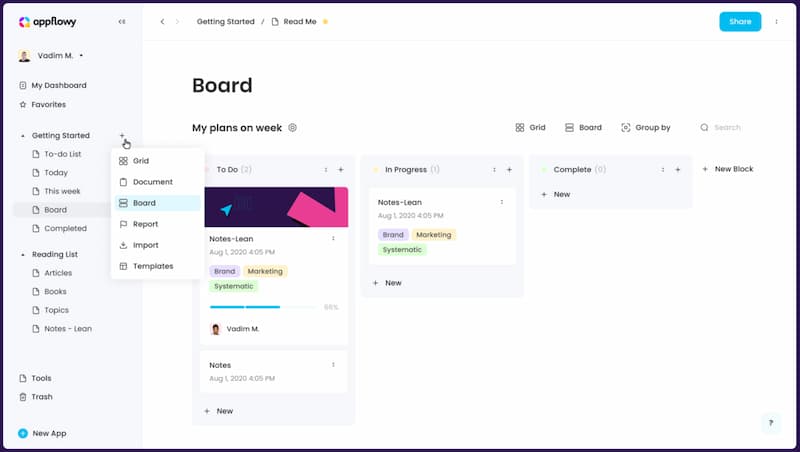 appflowy
Getting Started / Read Me
Share
Vadim M.
My Dashboard
Favorites
Getting Started
To-do List
Today
This week
Board
Completed
Reading List
Articles
Books
Topics
Notes - Lean
Tools
Trash
New App
Grid
Document
Board
Report
Import
Templates
Board
My plans on week
Grid
Board
Group by
Search
To Do (2)
Notes-Lean
Aug 1, 2020 4:05 PM
Brand Marketing
Systematic
66%
Vadim M.
Notes
Aug 1, 2020 4:05 PM
+ New
In Progress (1)
Notes-Lean
Aug 1, 2020 4:05 PM
Brand Marketing
Systematic
+ New
Complete (0)
+ New
+ New Block
?